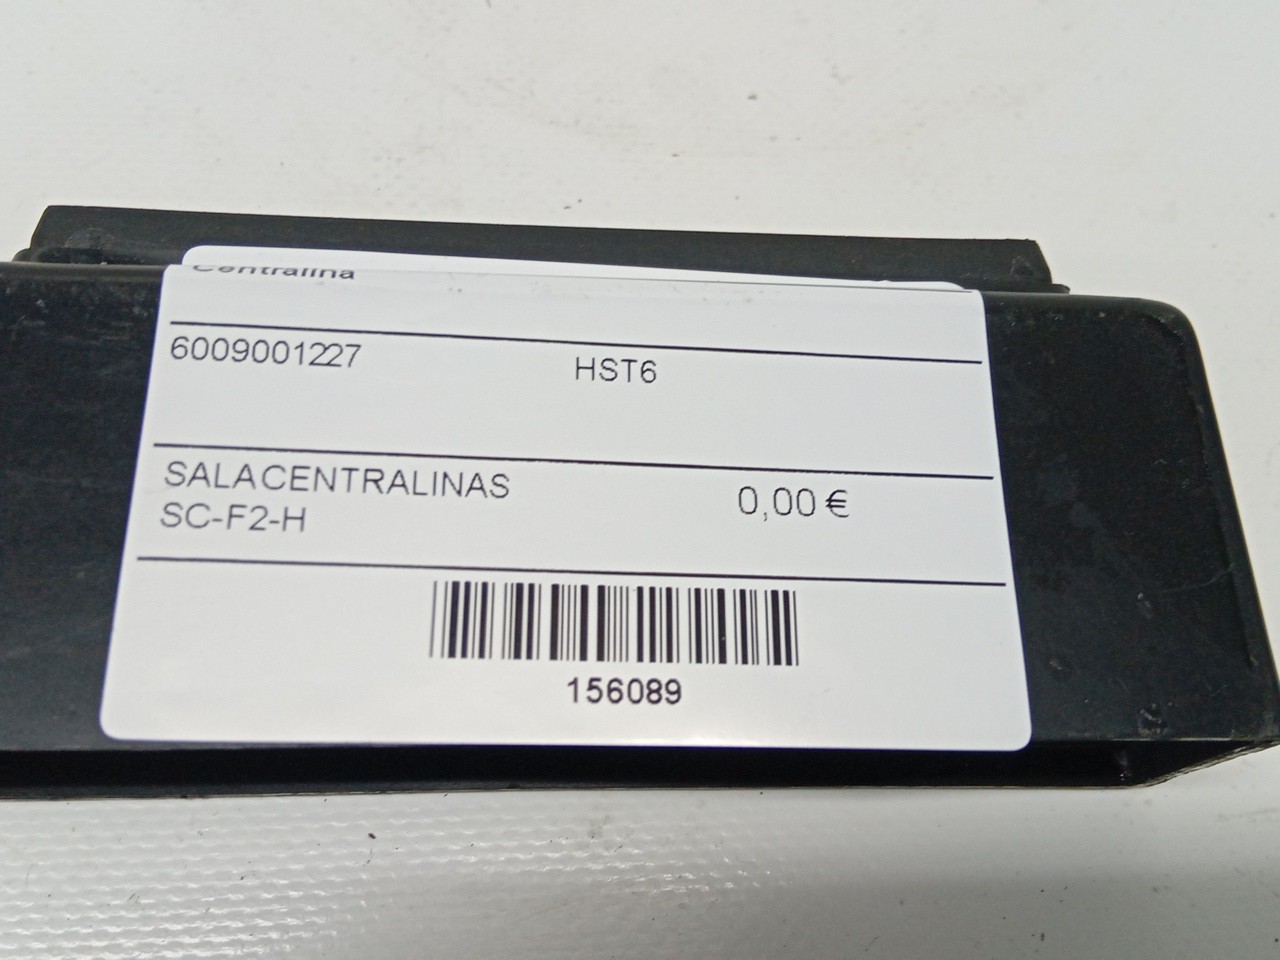 Centralina
6009001227 HST6
SALACENTRALINAS
SC-F2-H
0,00 €
156089